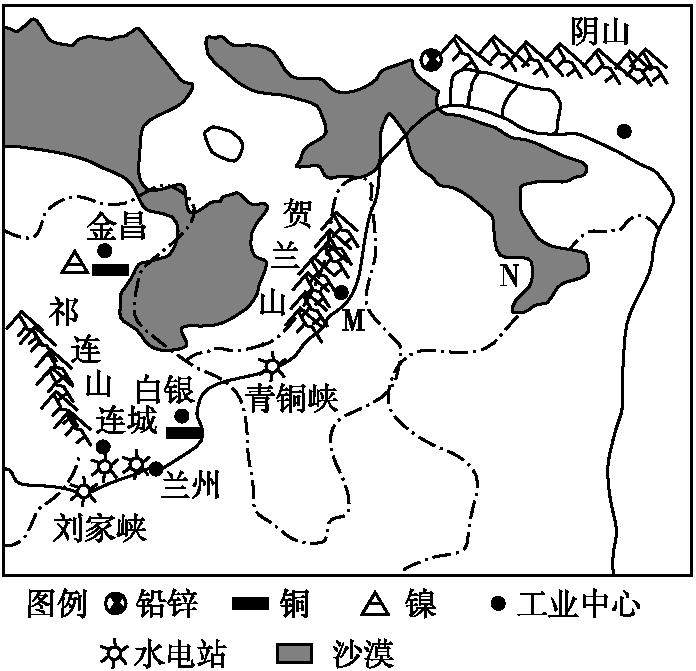 阴山
贺兰山
金昌
N
M
祁连山
白银
青铜峡
连城
兰州
刘家峡
图例 铅锌 铜 镍 工业中心
水电站 沙漠